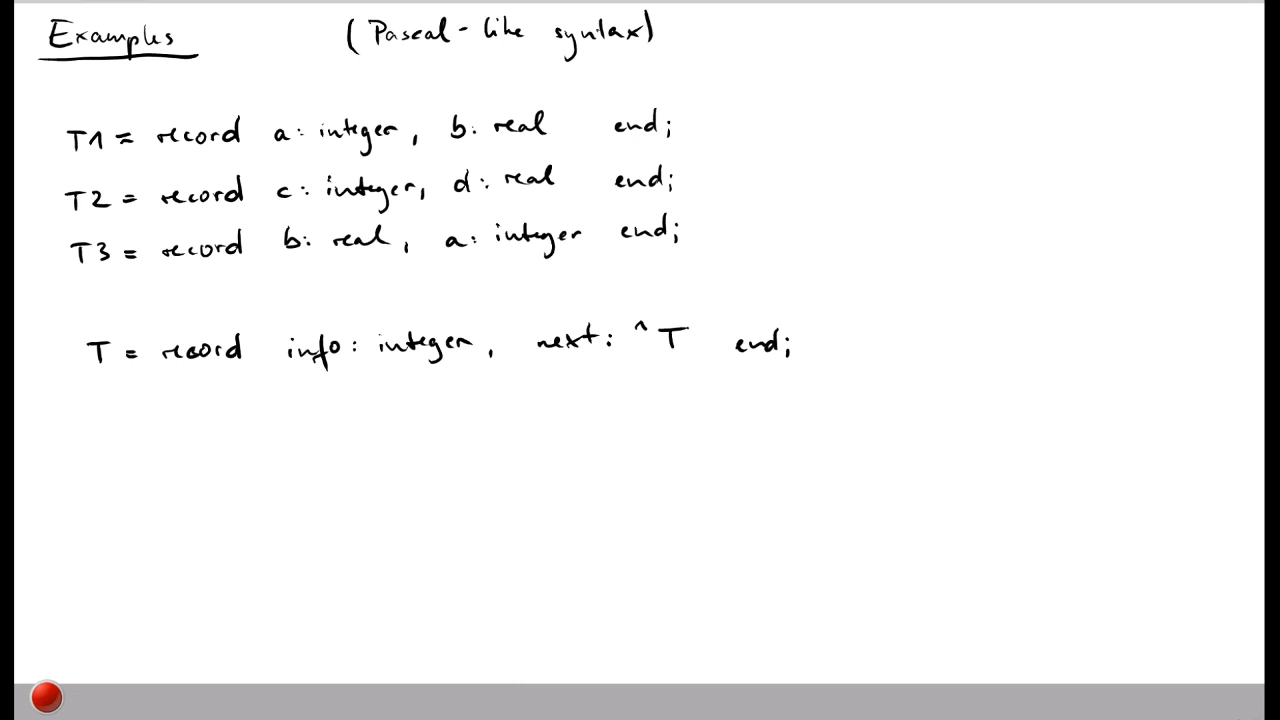 Examples (Pascal-like syntax)
T1 = record a: integer, b: real end;
T2 = record c: integer, d: real end;
T3 = record b: real, a: integer end;
T = record info: integer, next: ^T end;